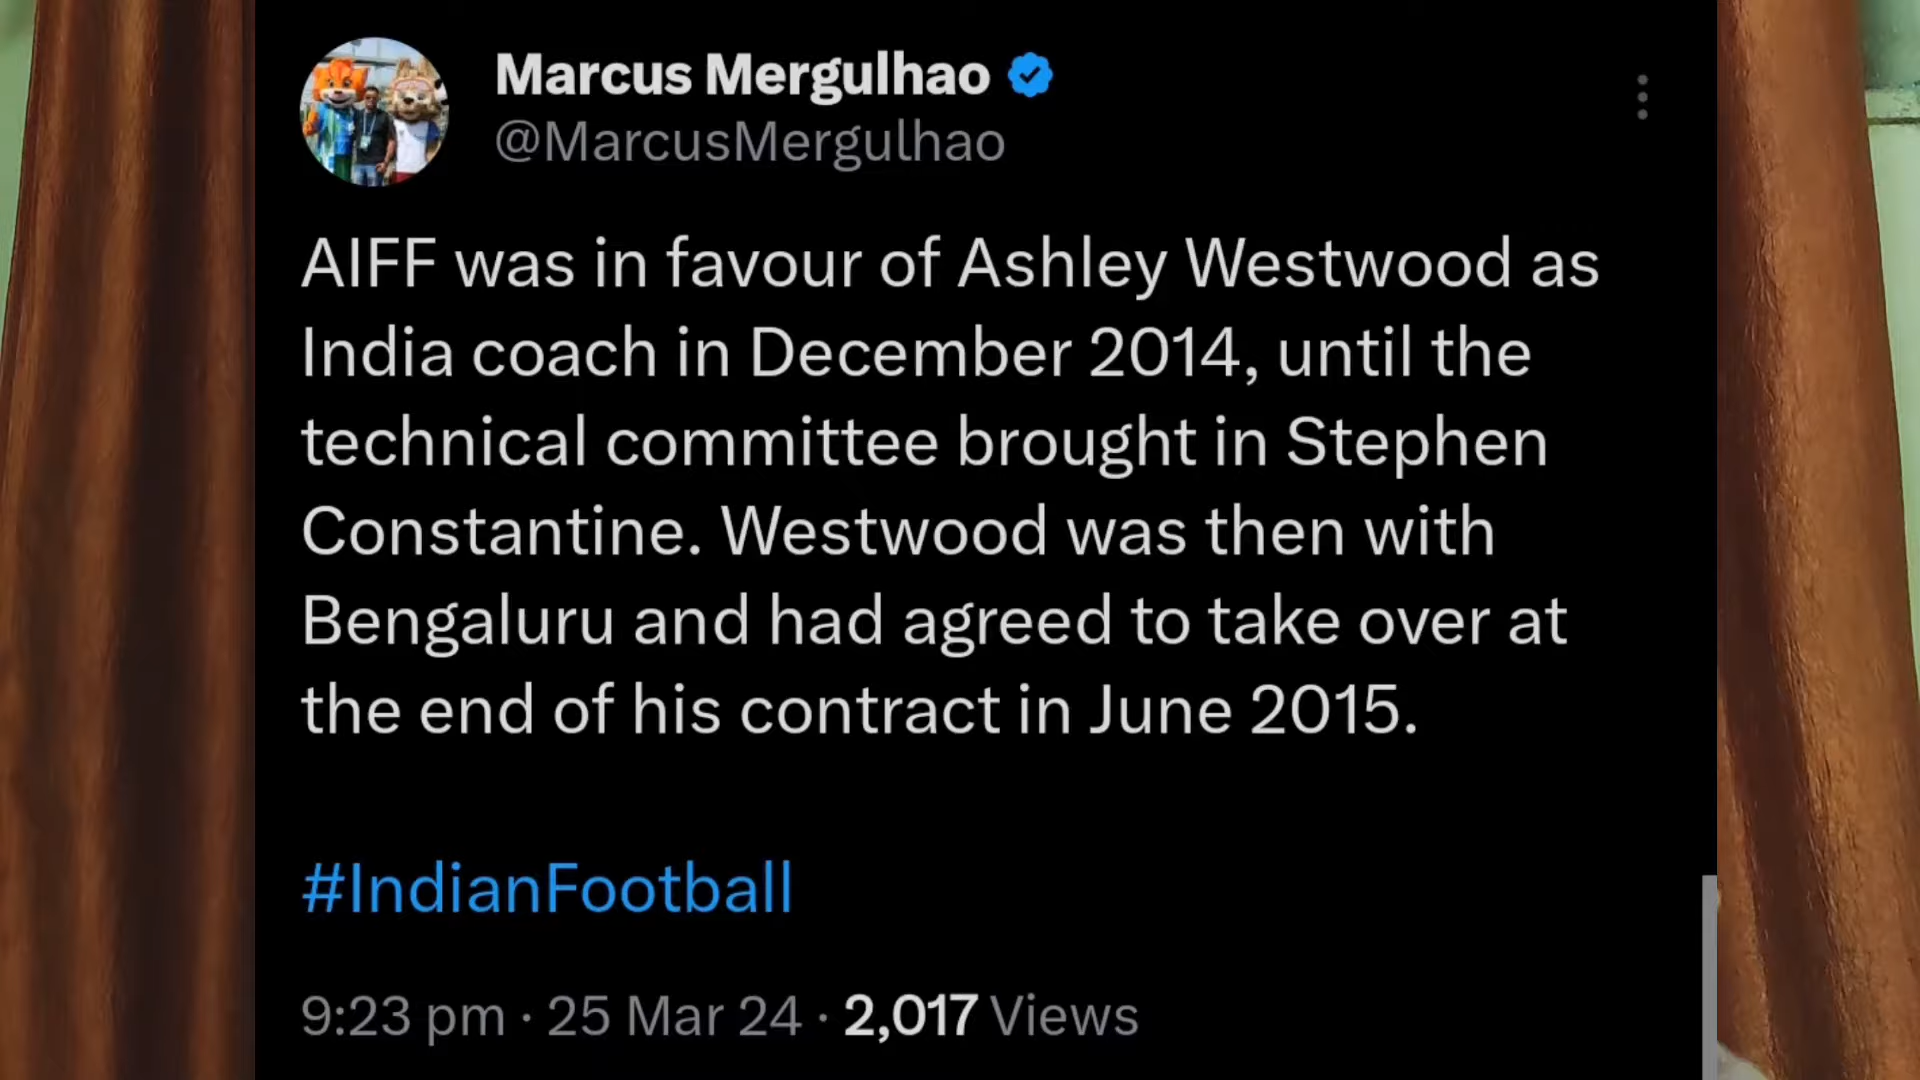 Marcus Mergulhao
@MarcusMergulhao
AIFF was in favour of Ashley Westwood as
India coach in December 2014, until the
technical committee brought in Stephen
Constantine. Westwood was then with
Bengaluru and had agreed to take over at
the end of his contract in June 2015.
#IndianFootball
9:23 pm · 25 Mar 24 · 2,017 Views